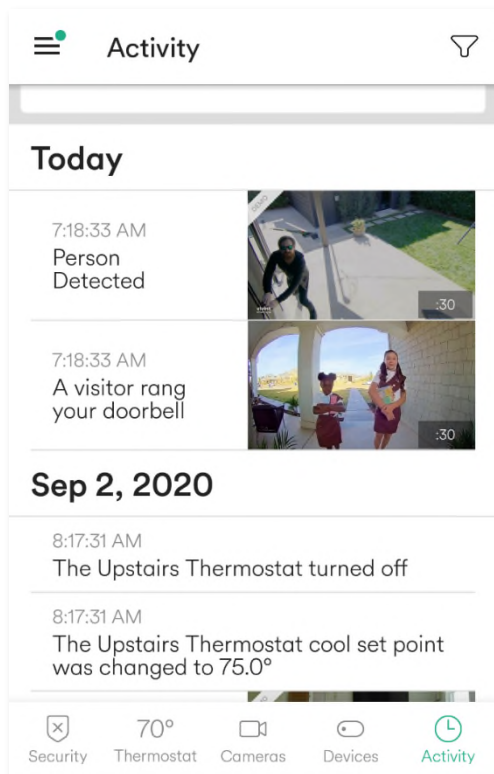 Activity
Today
7:18:33 AM
Person
Detected
DEMO
:30
7:18:33 AM
A visitor rang
your doorbell
:30
Sep 2, 2020
8:17:31 AM
The Upstairs Thermostat turned off
8:17:31 AM
The Upstairs Thermostat cool set point
was changed to 75.0°
70°
Security Thermostat Cameras Devices Activity